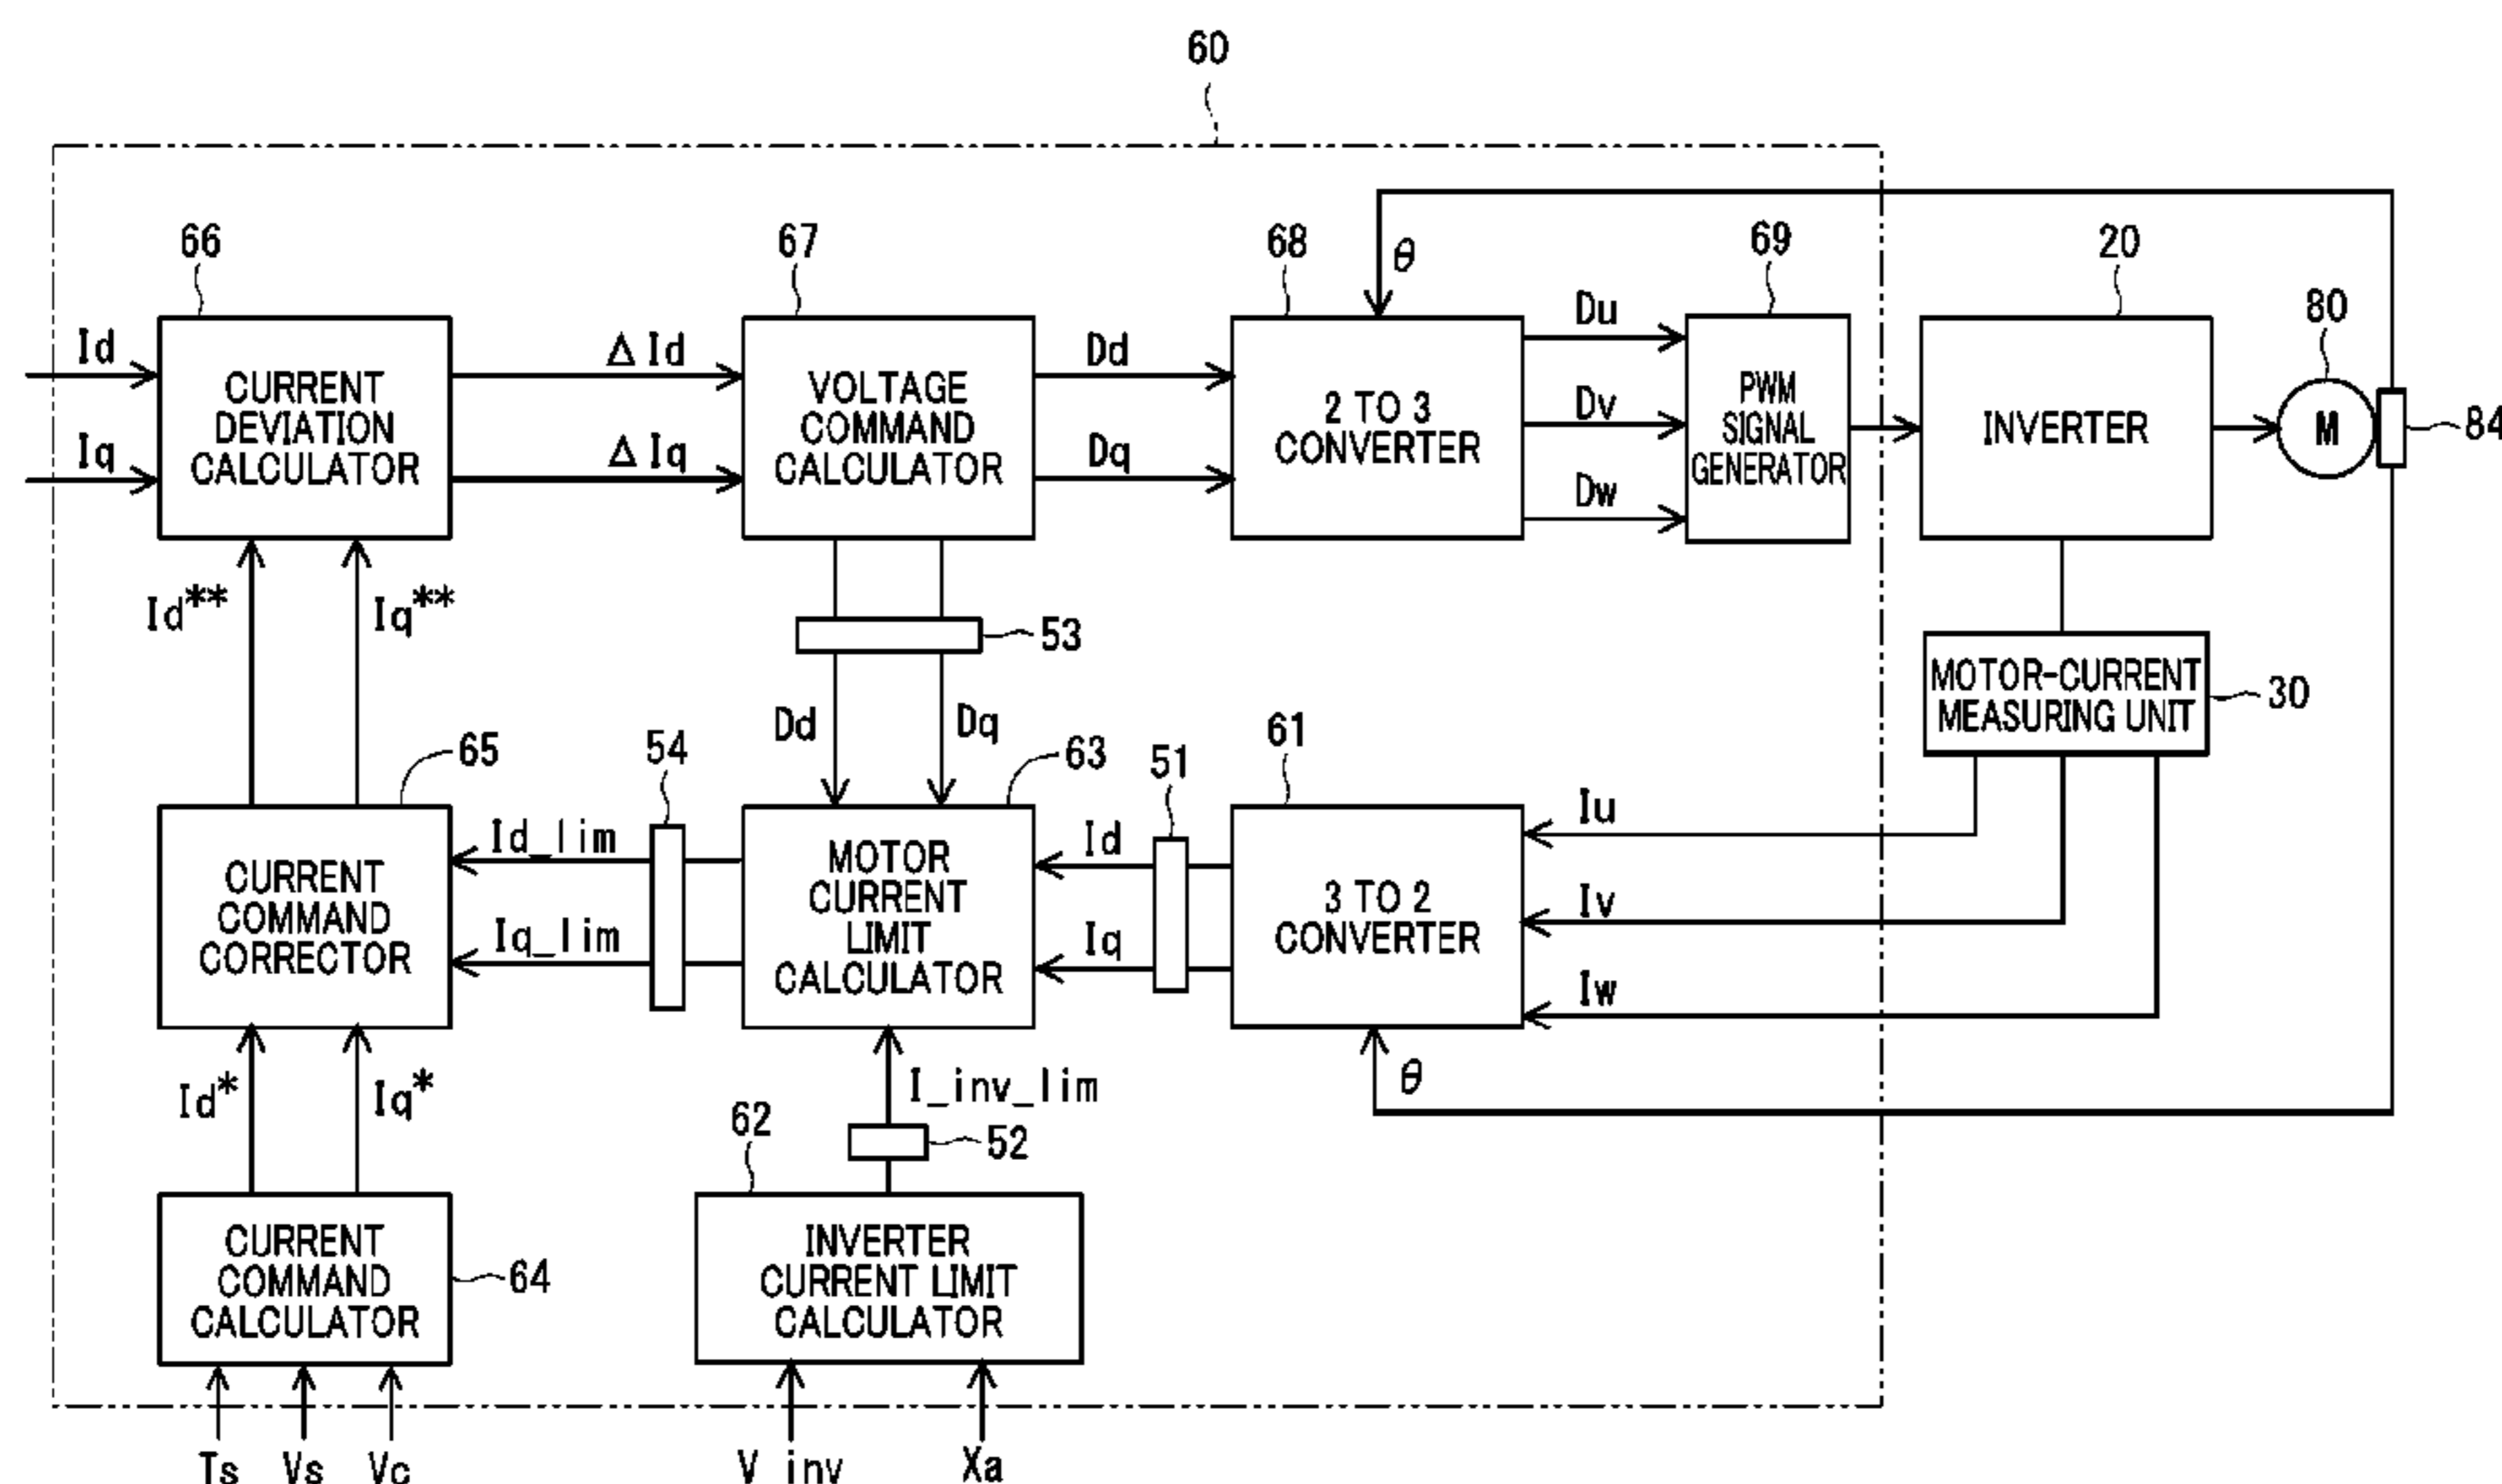 60
66
67
68
θ
69
20
80
Id
Iq
CURRENT
DEVIATION
CALCULATOR
Δ Id
Δ Iq
VOLTAGE
COMMAND
CALCULATOR
Dd
Dq
2 TO 3
CONVERTER
Du
Dv
Dw
PWM
SIGNAL
GENERATOR
INVERTER
M
84
Id**
Iq**
53
Dd
Dq
MOTOR-CURRENT
MEASURING UNIT
30
65
54
63
51
61
CURRENT
COMMAND
CORRECTOR
Id_lim
Iq_lim
MOTOR
CURRENT
LIMIT
CALCULATOR
Id
Iq
3 TO 2
CONVERTER
Iu
Iv
Iw
Id*
Iq*
I_inv_lim
θ
62
52
CURRENT
COMMAND
CALCULATOR
64
INVERTER
CURRENT LIMIT
CALCULATOR
Ts
Vs
Vc
V_inv
Xa